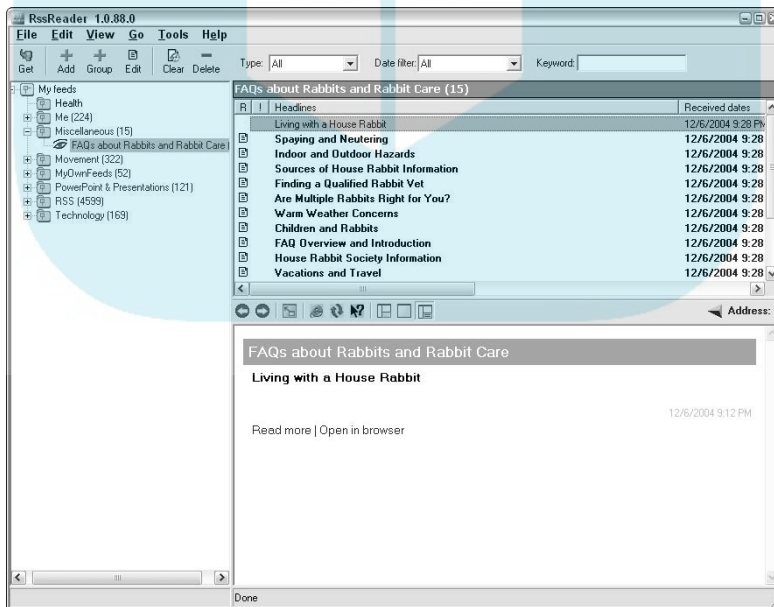 RssReader 1.0.88.0
File Edit View Go Tools Help
Get Add Group Edit Clear Delete Type: All Date filter: All Keyword:
My feeds
Health
Me (224)
Miscellaneous (15)
FAQs about Rabbits and Rabbit Care
Movement (322)
MyOwnFeeds (52)
PowerPoint & Presentations (121)
RSS (4599)
Technology (169)
FAQs about Rabbits and Rabbit Care (15)
R ! Headlines Received dates
Living with a House Rabbit 12/6/2004 9:28 PM
Spaying and Neutering 12/6/2004 9:28
Indoor and Outdoor Hazards 12/6/2004 9:28
Sources of House Rabbit Information 12/6/2004 9:28
Finding a Qualified Rabbit Vet 12/6/2004 9:28
Are Multiple Rabbits Right for You? 12/6/2004 9:28
Warm Weather Concerns 12/6/2004 9:28
Children and Rabbits 12/6/2004 9:28
FAQ Overview and Introduction 12/6/2004 9:28
House Rabbit Society Information 12/6/2004 9:28
Vacations and Travel 12/6/2004 9:28
Address:
FAQs about Rabbits and Rabbit Care
Living with a House Rabbit
12/6/2004 9:12 PM
Read more | Open in browser
Done